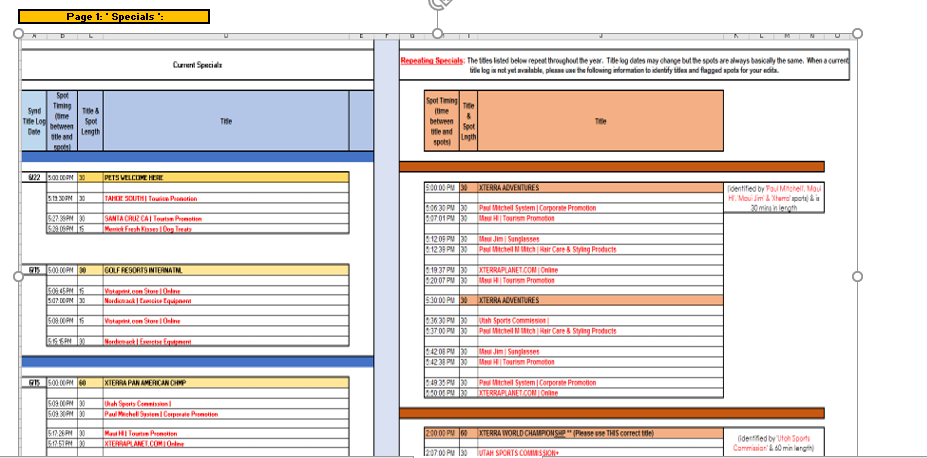 Page 1: " Specials ":
Current Specials
Synd Title Log Date
Spot Timing (time between title and spots)
Title & Spot Length
Title
6/22 5:00:00 PM 30 PETS WELCOME HERE
5:19:30 PM 30 TAHOE SOUTH | Tourism Promotion
5:27:39 PM 30 SANTA CRUZ CA | Tourism Promotion
5:28:09 PM 15 Merrick Fresh Kisses | Dog Treats
6/15 5:00:00 PM 30 GOLF RESORTS INTERNATNL
5:06:45 PM 15 Vistaprint.com Store | Online
5:07:00 PM 30 Nordictrack | Exercise Equipment
5:08:00 PM 15 Vistaprint.com Store | Online
5:15:15 PM 30 Nordictrack | Exercise Equipment
6/15 5:00:00 PM 60 XTERRA PAN AMERICAN CHMP
5:09:00 PM 30 Utah Sports Commission |
5:09:30 PM 30 Paul Mitchell System | Corporate Promotion
5:17:26 PM 30 Maui HI | Tourism Promotion
5:17:57 PM 30 XTERRAPLANET.COM | Online
Repeating Specials: The titles listed below repeat throughout the year. Title log dates may change but the spots are always basically the same. When a current
title log is not yet available, please use the following information to identify titles and flagged spots for your edits.
Spot Timing (time between title and spots)
Title & Spot Lngth
Title
5:00:00 PM 30 XTERRA ADVENTURES
(identified by 'Paul Mitchell', 'Maui
HI', 'Maui Jim' & 'Xterra' spots) & is
30 mins in length
5:06:30 PM 30 Paul Mitchell System | Corporate Promotion
5:07:01 PM 30 Maui HI | Tourism Promotion
5:12:09 PM 30 Maui Jim | Sunglasses
5:12:39 PM 30 Paul Mitchell M Mitch | Hair Care & Styling Products
5:19:37 PM 30 XTERRAPLANET.COM | Online
5:20:07 PM 30 Maui HI | Tourism Promotion
5:30:00 PM 30 XTERRA ADVENTURES
5:36:30 PM 30 Utah Sports Commission |
5:37:00 PM 30 Paul Mitchell M Mitch | Hair Care & Styling Products
5:42:08 PM 30 Maui Jim | Sunglasses
5:42:38 PM 30 Maui HI | Tourism Promotion
5:49:35 PM 30 Paul Mitchell System | Corporate Promotion
5:50:05 PM 30 XTERRAPLANET.COM | Online
2:00:00 PM 60 XTERRA WORLD CHAMPIONSHIP ** (Please use THIS correct title)
(identified by 'Utah Sports
Commission' & 60 min length)
2:07:00 PM 30 UTAH SPORTS COMMISSION+